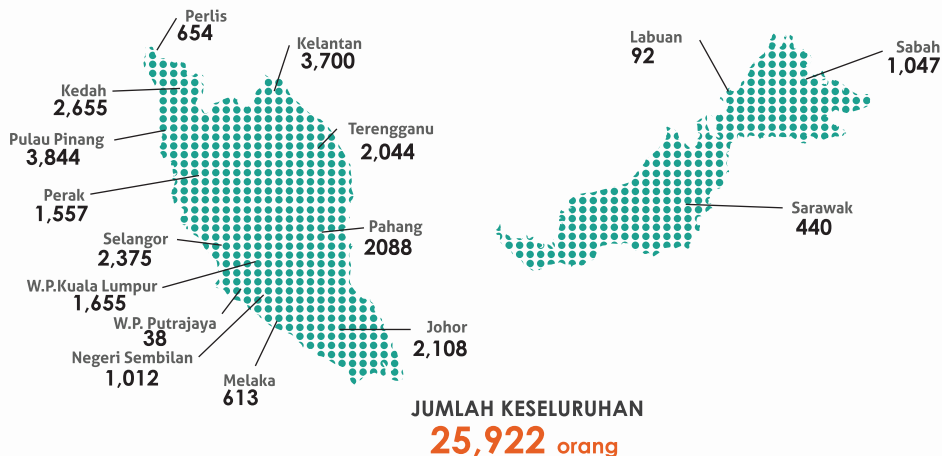 Perlis
654
Kelantan
3,700
Kedah
2,655
Pulau Pinang
3,844
Terengganu
2,044
Perak
1,557
Pahang
2088
Selangor
2,375
W.P.Kuala Lumpur
1,655
W.P. Putrajaya
38
Johor
2,108
Negeri Sembilan
1,012
Melaka
613
Labuan
92
Sabah
1,047
Sarawak
440
JUMLAH KESELURUHAN
25,922 orang